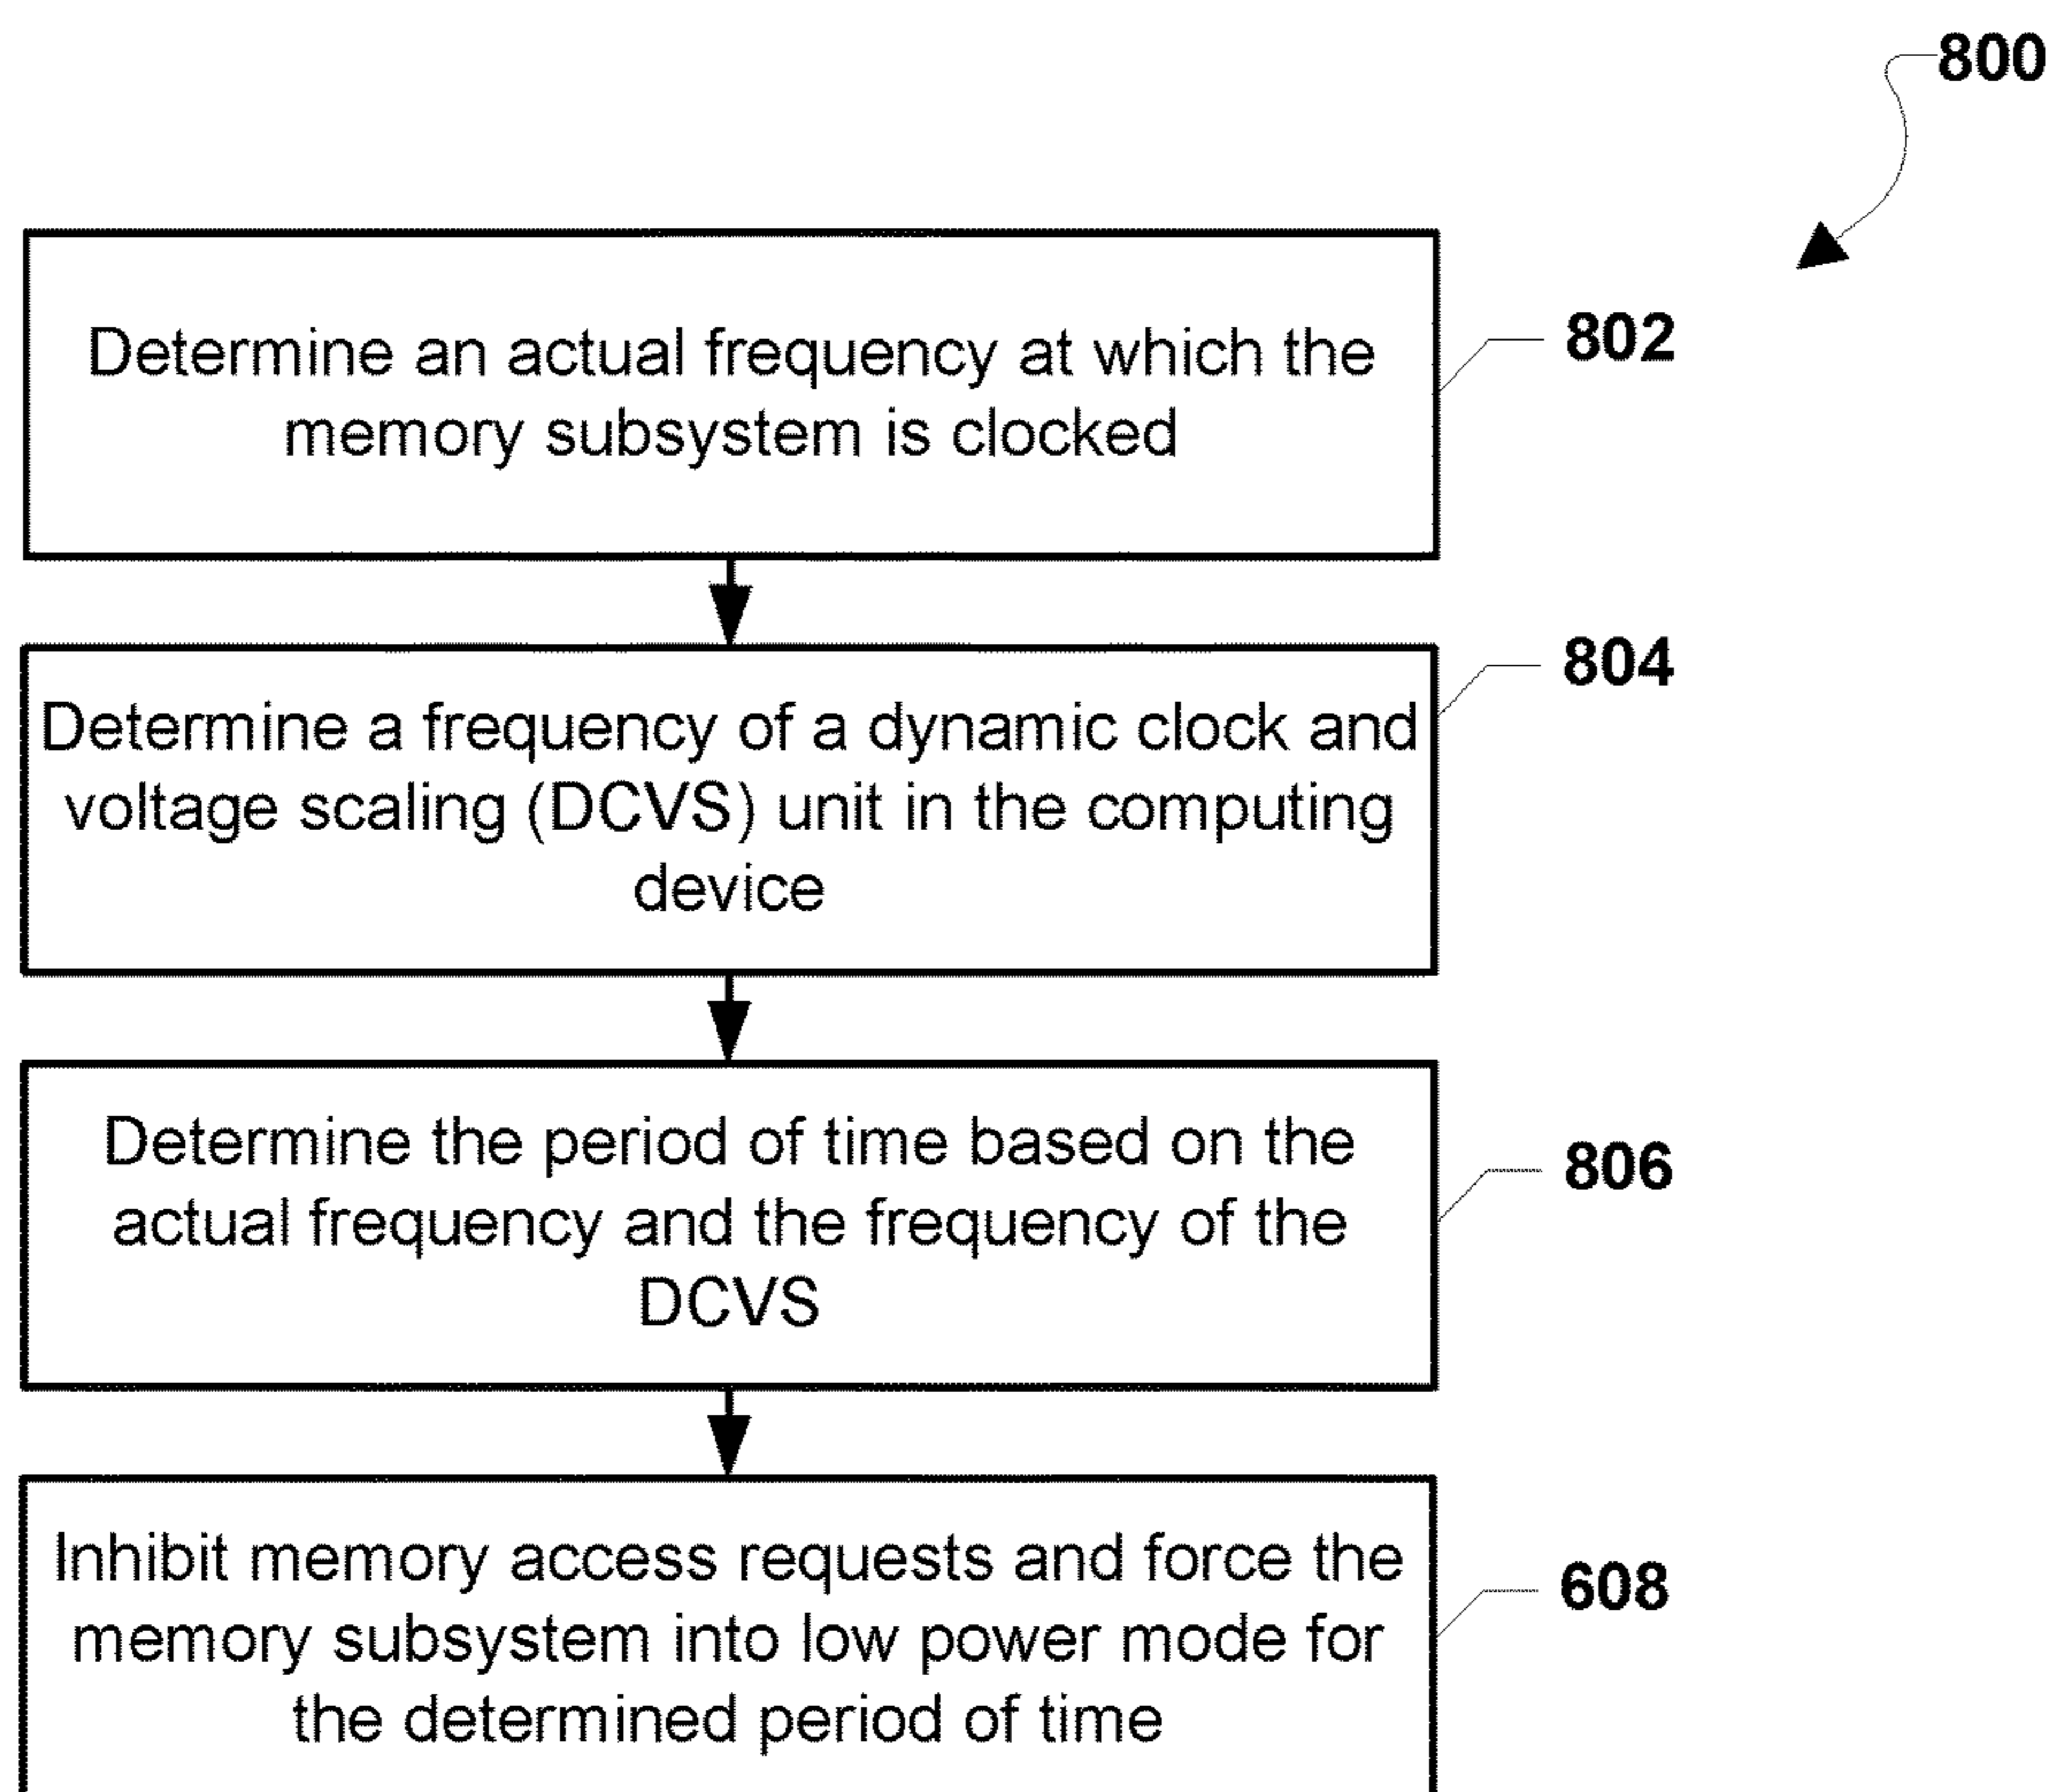 800
Determine an actual frequency at which the
memory subsystem is clocked
802
Determine a frequency of a dynamic clock and
voltage scaling (DCVS) unit in the computing
device
804
Determine the period of time based on the
actual frequency and the frequency of the
DCVS
806
Inhibit memory access requests and force the
memory subsystem into low power mode for
the determined period of time
608